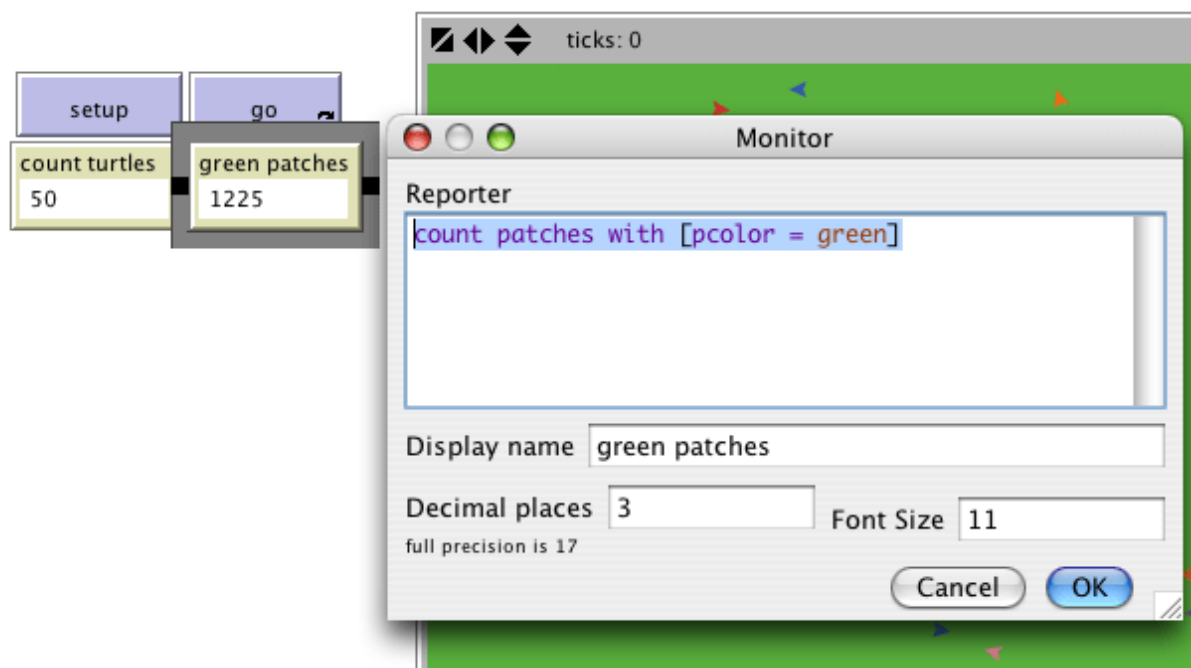 ticks: 0
setup
go
count turtles
50
green patches
1225
Monitor
Reporter
count patches with [pcolor = green]
Display name green patches
Decimal places 3
Font Size 11
full precision is 17
Cancel
OK